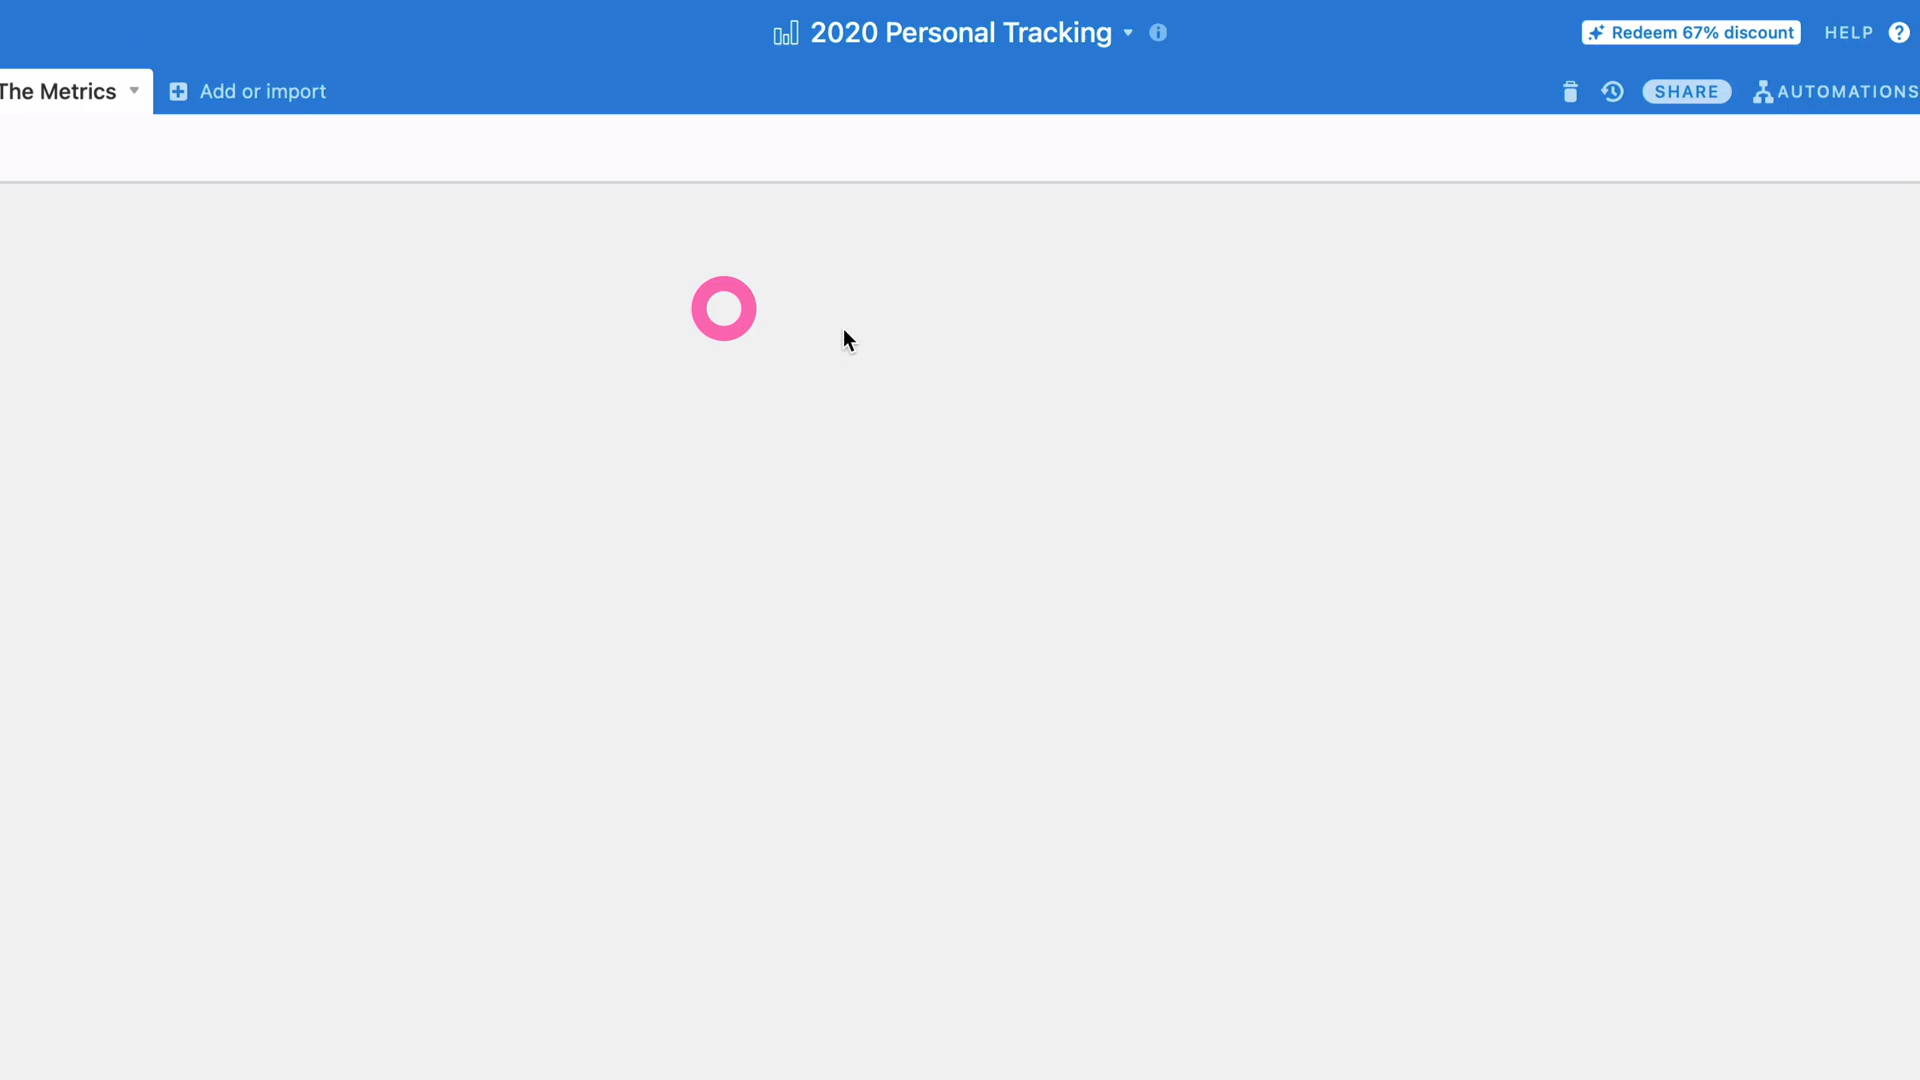 2020 Personal Tracking
Redeem 67% discount
HELP
The Metrics
Add or import
SHARE
AUTOMATIONS